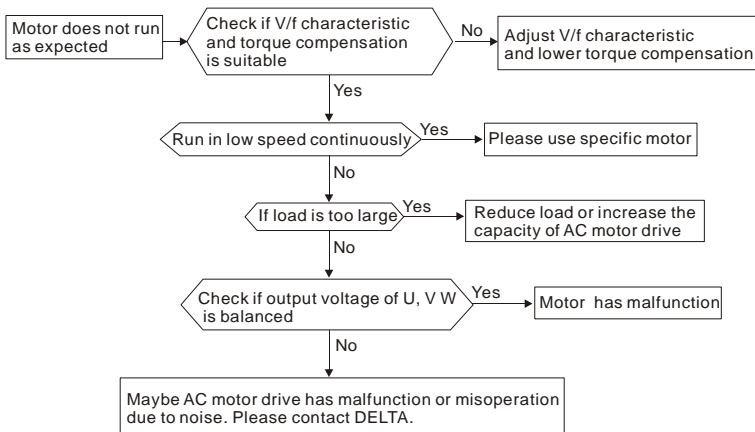 Motor does not run
as expected
Check if V/f characteristic
and torque compensation
is suitable
No
Adjust V/f characteristic
and lower torque compensation
Yes
Run in low speed continuously
Yes
Please use specific motor
No
If load is too large
Yes
Reduce load or increase the
capacity of AC motor drive
No
Check if output voltage of U, V W
is balanced
Yes
Motor has malfunction
No
Maybe AC motor drive has malfunction or misoperation
due to noise. Please contact DELTA.